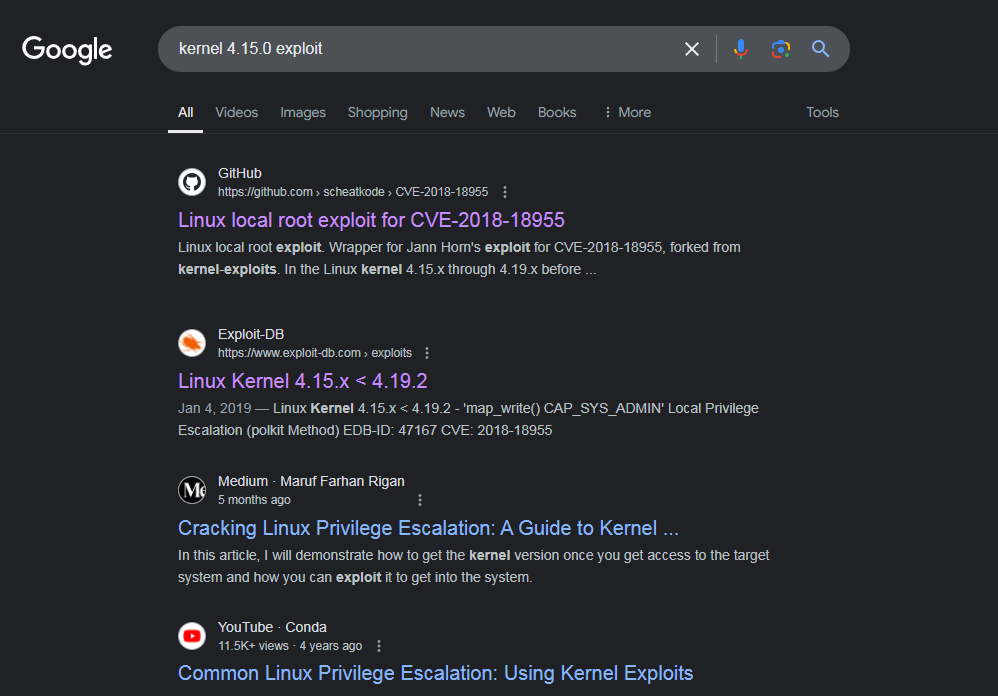 Google
kernel 4.15.0 exploit
All Videos Images Shopping News Web Books More Tools
GitHub
https://github.com › scheatkode › CVE-2018-18955
Linux local root exploit for CVE-2018-18955
Linux local root exploit. Wrapper for Jann Horn's exploit for CVE-2018-18955, forked from
kernel-exploits. In the Linux kernel 4.15.x through 4.19.x before ...
Exploit-DB
https://www.exploit-db.com › exploits
Linux Kernel 4.15.x < 4.19.2
Jan 4, 2019 — Linux Kernel 4.15.x < 4.19.2 - 'map_write() CAP_SYS_ADMIN' Local Privilege
Escalation (polkit Method) EDB-ID: 47167 CVE: 2018-18955
Me
Medium · Maruf Farhan Rigan
5 months ago
Cracking Linux Privilege Escalation: A Guide to Kernel ...
In this article, I will demonstrate how to get the kernel version once you get access to the target
system and how you can exploit it to get into the system.
YouTube · Conda
11.5K+ views · 4 years ago
Common Linux Privilege Escalation: Using Kernel Exploits